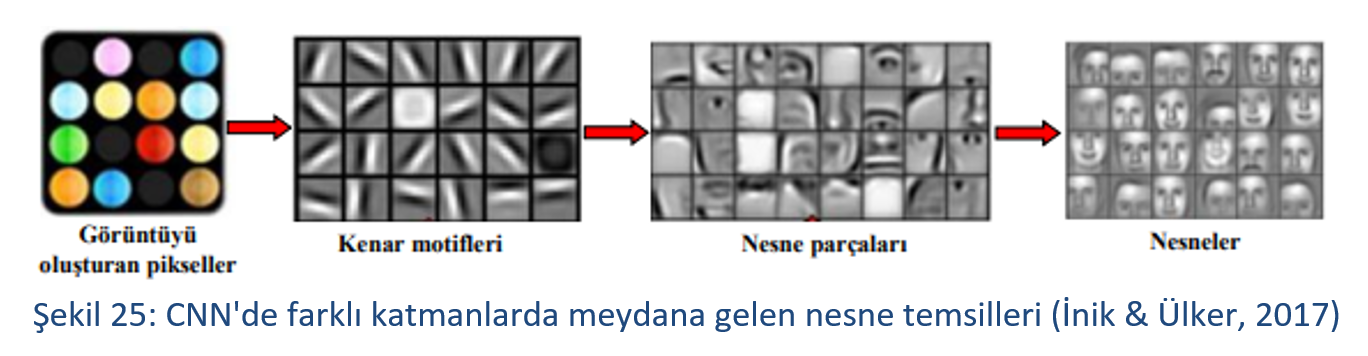 Görüntüyü
oluşturan pikseller
Kenar motifleri
Nesne parçaları
Nesneler
Şekil 25: CNN'de farklı katmanlarda meydana gelen nesne temsilleri (İnik & Ülker, 2017)